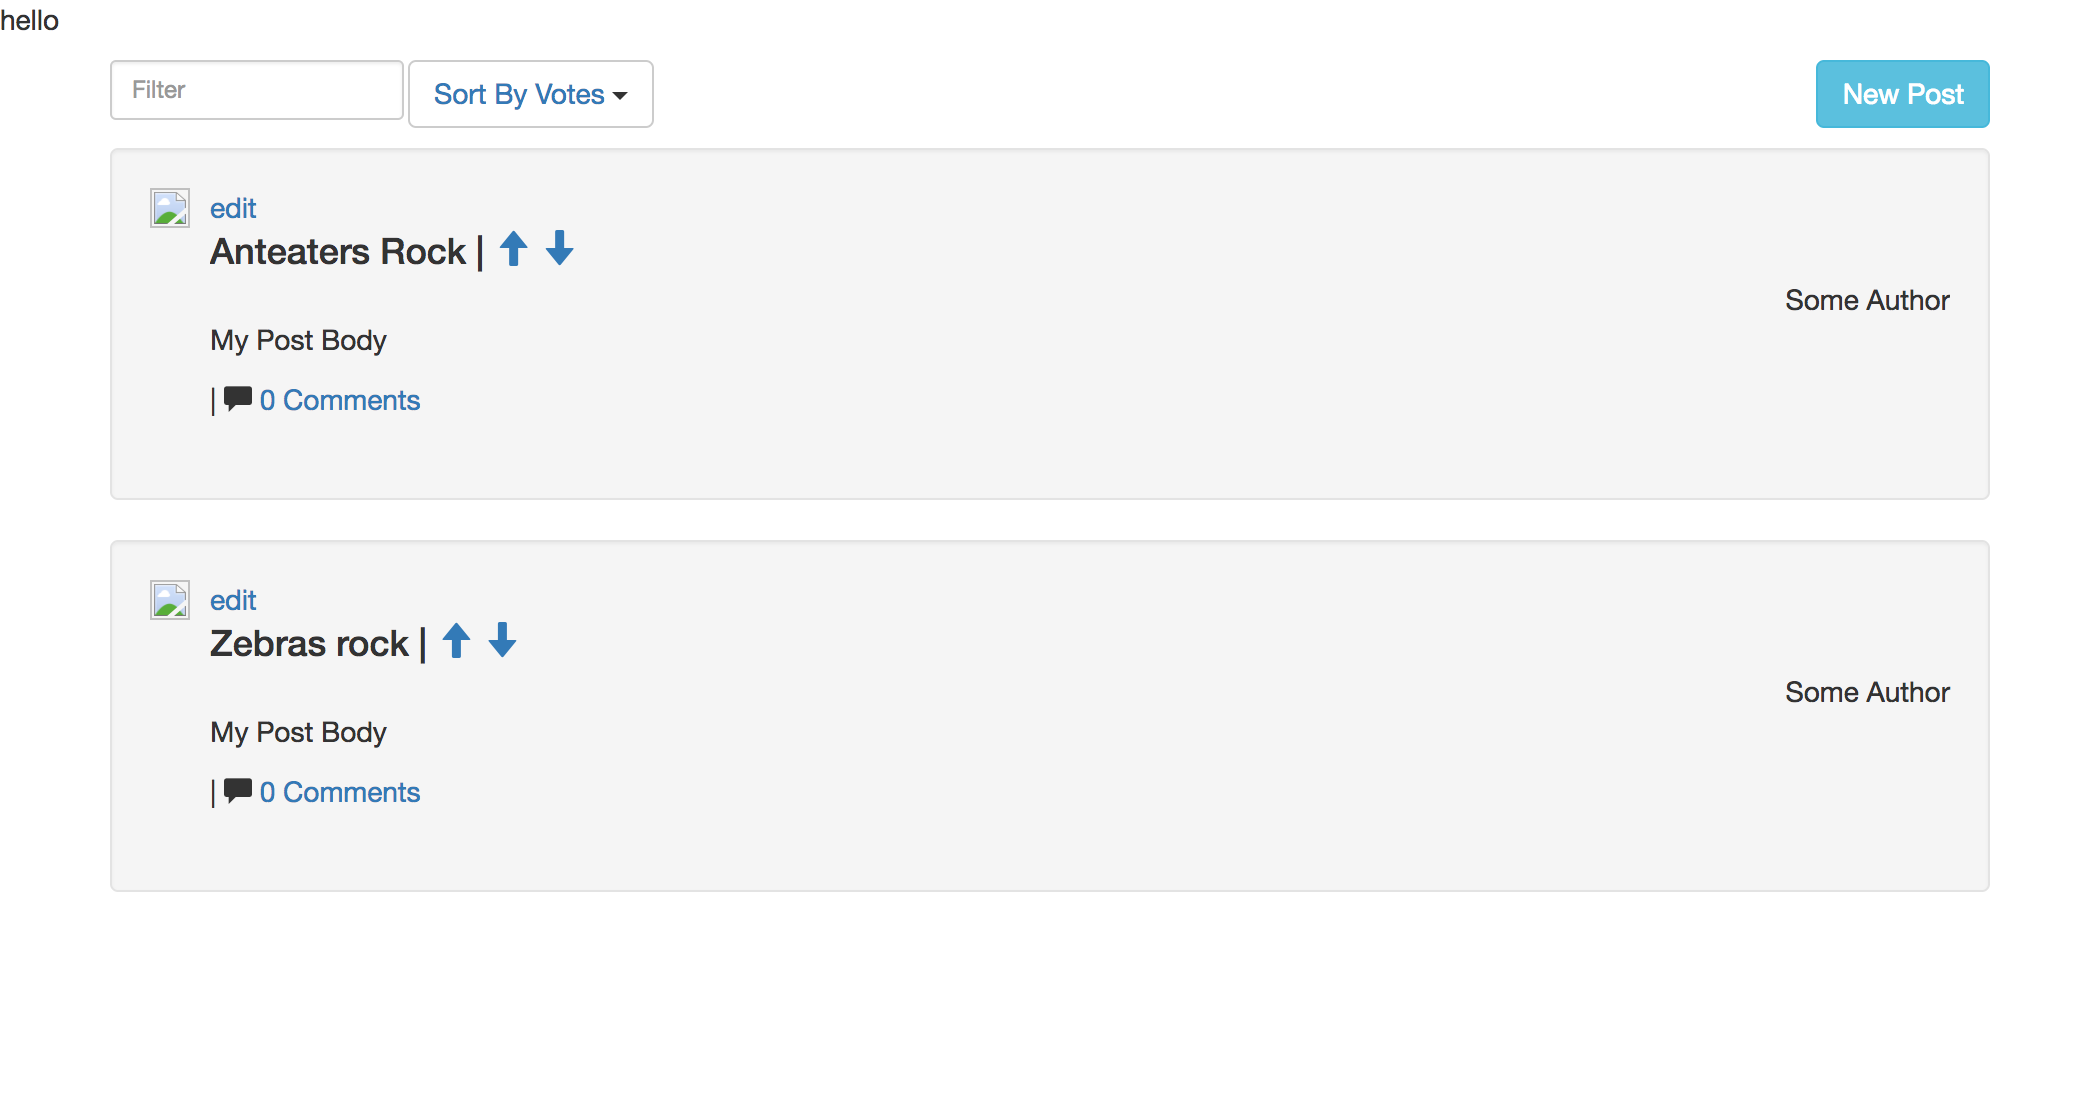 hello
Filter
Sort By Votes
New Post
edit
Anteaters Rock |
Some Author
My Post Body
| 0 Comments
edit
Zebras rock |
Some Author
My Post Body
| 0 Comments